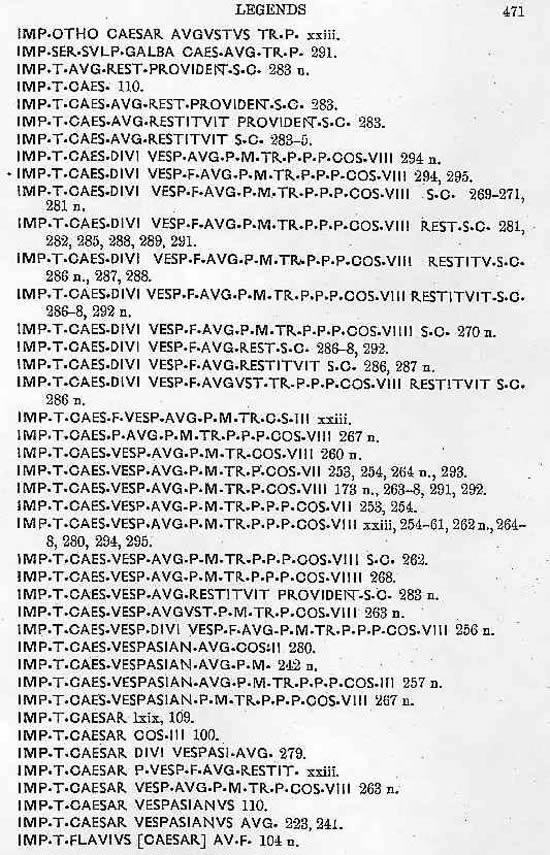 LEGENDS 471
IMP·OTHO CAESAR AVGVSTVS TR·P· xxiii.
IMP·SER·SVLP·GALBA CAES·AVG·TR·P· 291.
IMP·T·AVG·REST·PROVIDENT·S·C· 283 n.
IMP·T·CAES· 110.
IMP·T·CAES·AVG·REST·PROVIDENT·S·C· 283.
IMP·T·CAES·AVG·RESTITVIT PROVIDENT·S·C· 283.
IMP·T·CAES·AVG·RESTITVIT S·C· 283-5.
IMP·T·CAES·DIVI VESP·AVG·P·M·TR·P·P·P·COS·VIII 294 n.
IMP·T·CAES·DIVI VESP·F·AVG·P·M·TR·P·P·P·COS·VIII 294, 295.
IMP·T·CAES·DIVI VESP·F·AVG·P·M·TR·P·P·P·COS·VIII S·C· 269-271,
281 n.
IMP·T·CAES·DIVI VESP·F·AVG·P·M·TR·P·P·P·COS·VIII REST·S·C· 281,
282, 285, 288, 289, 291.
IMP·T·CAES·DIVI VESP·F·AVG·P·M·TR·P·P·P·COS·VIII RESTITV·S·C·
286 n., 287, 288.
IMP·T·CAES·DIVI VESP·F·AVG·P·M·TR·P·P·P·COS·VIII RESTITVIT·S·C·
286-8, 292 n.
IMP·T·CAES·DIVI VESP·F·AVG·P·M·TR·P·P·P·COS·VIIII S·C· 270 n.
IMP·T·CAES·DIVI VESP·F·AVG·REST·S·C· 286-8, 292.
IMP·T·CAES·DIVI VESP·F·AVG·RESTITVIT S·C· 286, 287 n.
IMP·T·CAES·DIVI VESP·F·AVGVST·TR·P·P·P·COS·VIII RESTITVIT S·C·
286 n.
IMP·T·CAES·F·VESP·AVG·P·M·TR·C·S·III xxiii.
IMP·T·CAES·P·AVG·P·M·TR·P·P·P·COS·VIII 267 n.
IMP·T·CAES·VESP·AVG·P·M·TR·COS·VIII 260 n.
IMP·T·CAES·VESP·AVG·P·M·TR·P·COS·VII 253, 254, 264 n., 293.
IMP·T·CAES·VESP·AVG·P·M·TR·P·COS·VIII 173 n., 263-8, 291, 292.
IMP·T·CAES·VESP·AVG·P·M·TR·P·P·P·COS·VII 253, 254.
IMP·T·CAES·VESP·AVG·P·M·TR·P·P·P·COS·VIII xxiii, 254-61, 262 n., 264-
8, 280, 294, 295.
IMP·T·CAES·VESP·AVG·P·M·TR·P·P·P·COS·VIII S·C· 262.
IMP·T·CAES·VESP·AVG·P·M·TR·P·P·P·COS·VIIII 268.
IMP·T·CAES·VESP·AVG·RESTITVIT PROVIDENT·S·C· 283 n.
IMP·T·CAES·VESP·AVGVST·P·M·TR·P·P·P·COS·VIII 263 n.
IMP·T·CAES·VESP·DIVI VESP·F·AVG·P·M·TR·P·P·P·COS·VIII 256 n.
IMP·T·CAES·VESPASIAN·AVG·COS·II 280.
IMP·T·CAES·VESPASIAN·AVG·P·M· 242 n.
IMP·T·CAES·VESPASIAN·AVG·P·M·TR·P·P·P·COS·III 257 n.
IMP·T·CAES·VESPASIAN·P·M·TR·P·P·P·COS·VIII 267 n.
IMP·T·CAESAR lxix, 109.
IMP·T·CAESAR COS·III 100.
IMP·T·CAESAR DIVI VESPASI·AVG· 279.
IMP·T·CAESAR P·VESP·F·AVG·RESTIT· xxiii.
IMP·T·CAESAR VESP·AVG·P·M·TR·P·P·P·COS·VIII 263 n.
IMP·T·CAESAR VESPASIANVS 110.
IMP·T·CAESAR VESPASIANVS AVG· 223, 241.
IMP·T·FLAVIVS [CAESAR] AV·F· 104 n.